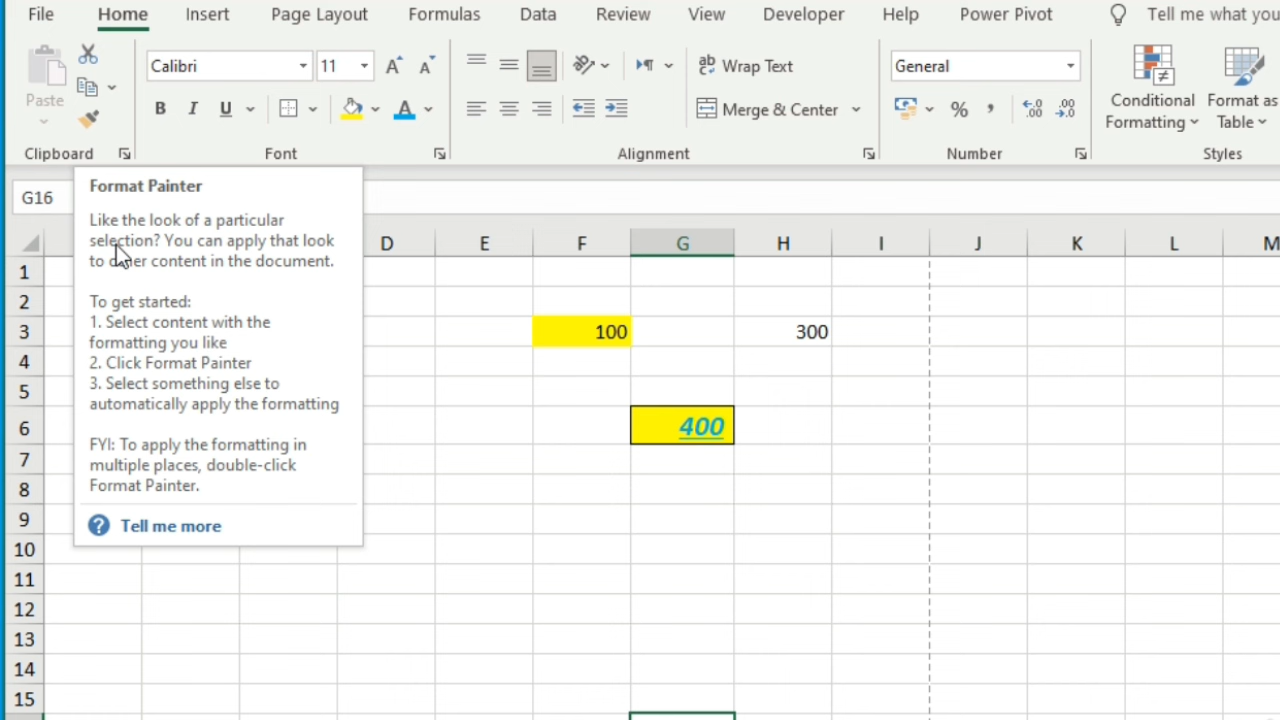 File Home Insert Page Layout Formulas Data Review View Developer Help Power Pivot Tell me what you
Paste Calibri 11 A A Wrap Text General Conditional Formatting Format as Table
B I U A Merge & Center % ,
Clipboard Font Alignment Number Styles
G16
Format Painter
Like the look of a particular
selection? You can apply that look
to other content in the document.
To get started:
1. Select content with the
formatting you like
2. Click Format Painter
3. Select something else to
automatically apply the formatting
FYI: To apply the formatting in
multiple places, double-click
Format Painter.
? Tell me more
D E F G H I J K L M
1
2
3 100 300
4
5
6 400
7
8
9
10
11
12
13
14
15